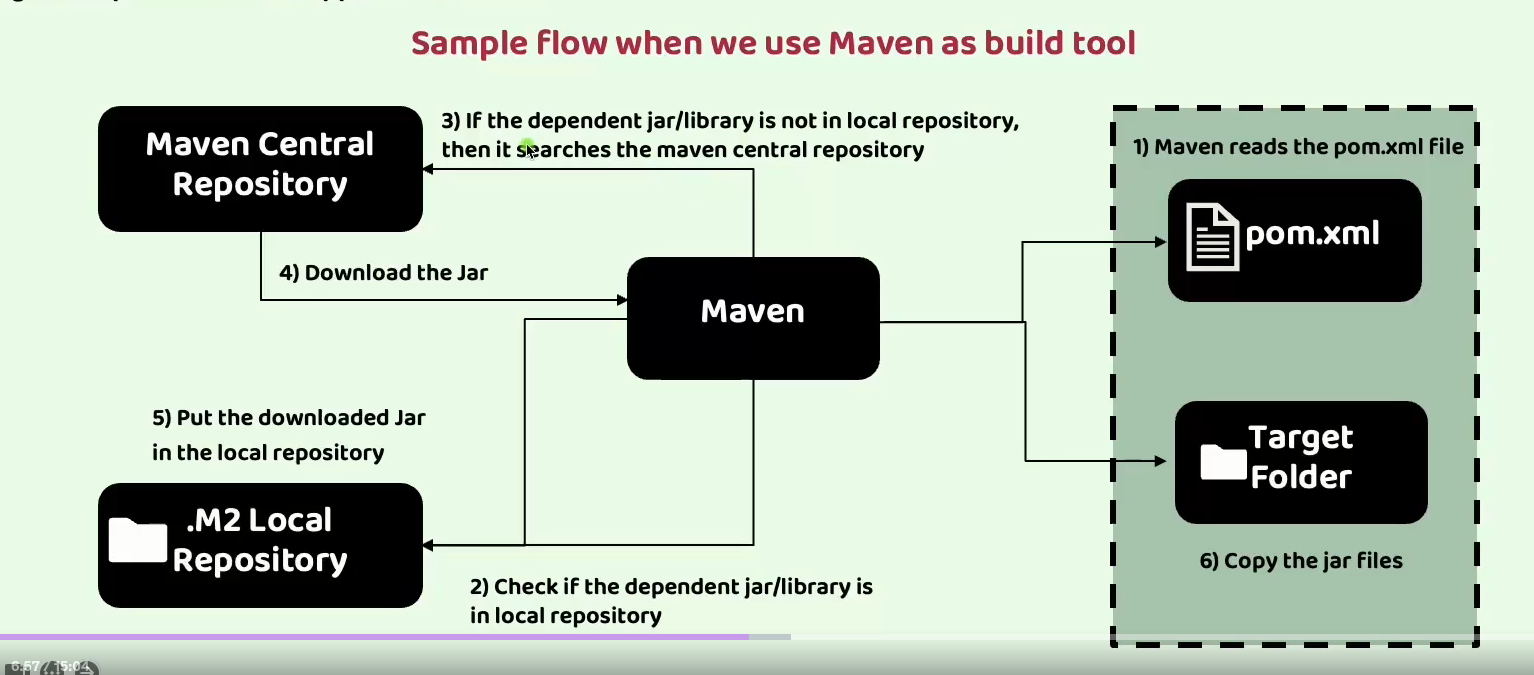 Sample flow when we use Maven as build tool
Maven Central
Repository
3) If the dependent jar/library is not in local repository,
then it searches the maven central repository
1) Maven reads the pom.xml file
pom.xml
4) Download the Jar
Maven
5) Put the downloaded Jar
in the local repository
Target
Folder
.M2 Local
Repository
6) Copy the jar files
2) Check if the dependent jar/library is
in local repository
6:57 / 15:04